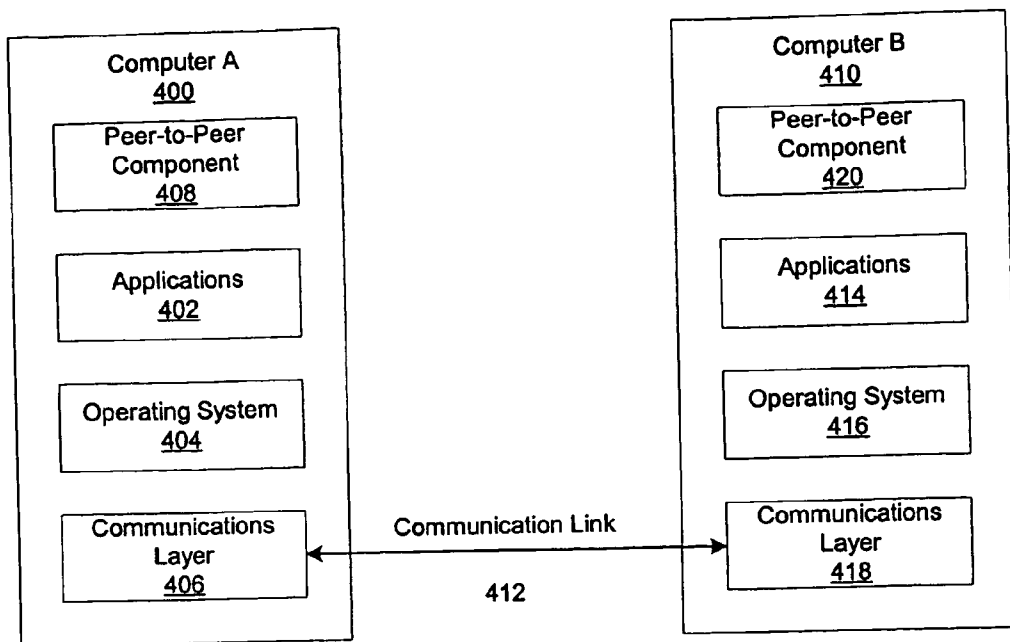 Computer A
400
Peer-to-Peer
Component
408
Applications
402
Operating System
404
Communications
Layer
406
Communication Link
412
Computer B
410
Peer-to-Peer
Component
420
Applications
414
Operating System
416
Communications
Layer
418